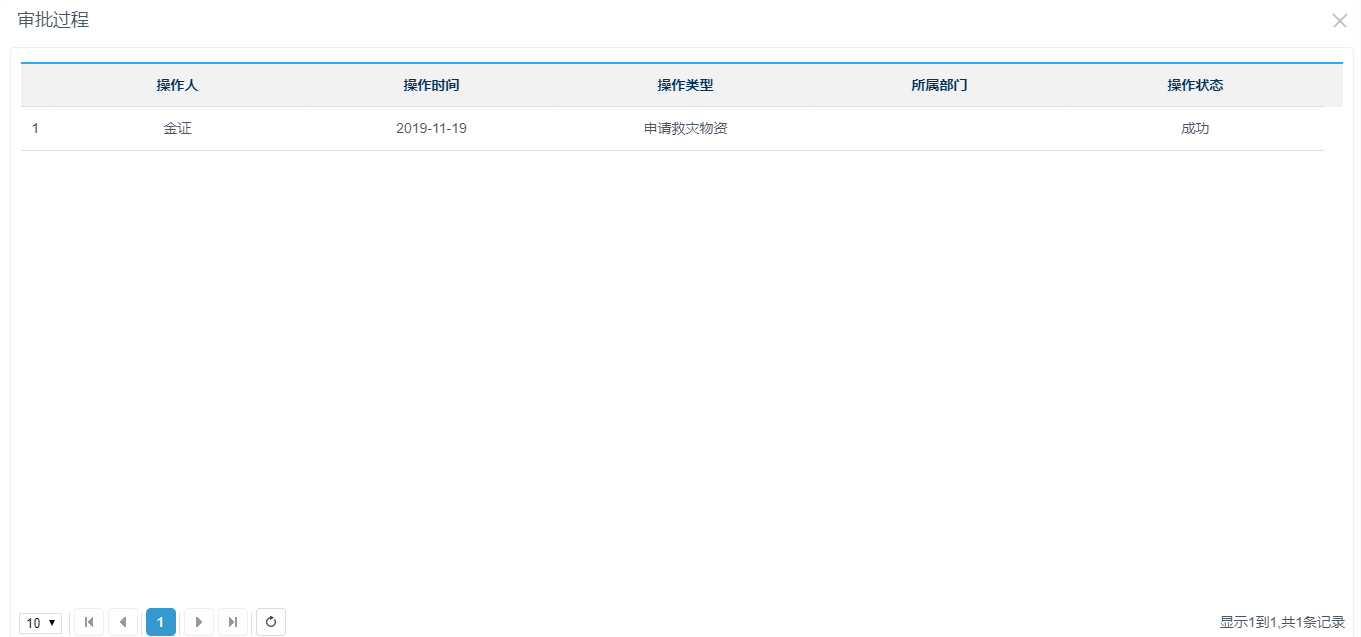 审批过程
操作人 操作时间 操作类型 所属部门 操作状态
1 金证 2019-11-19 申请救灾物资 成功
10 1 显示1到1,共1条记录